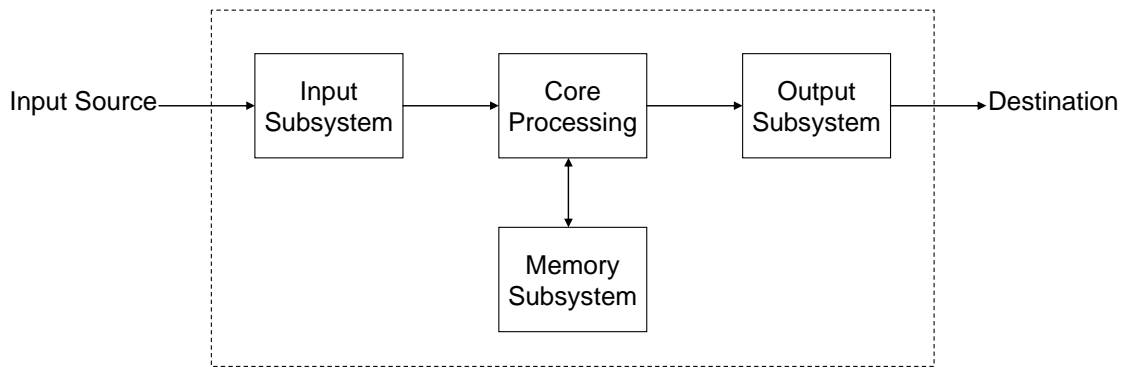 Input Source
Input
Subsystem
Core
Processing
Output
Subsystem
Destination
Memory
Subsystem